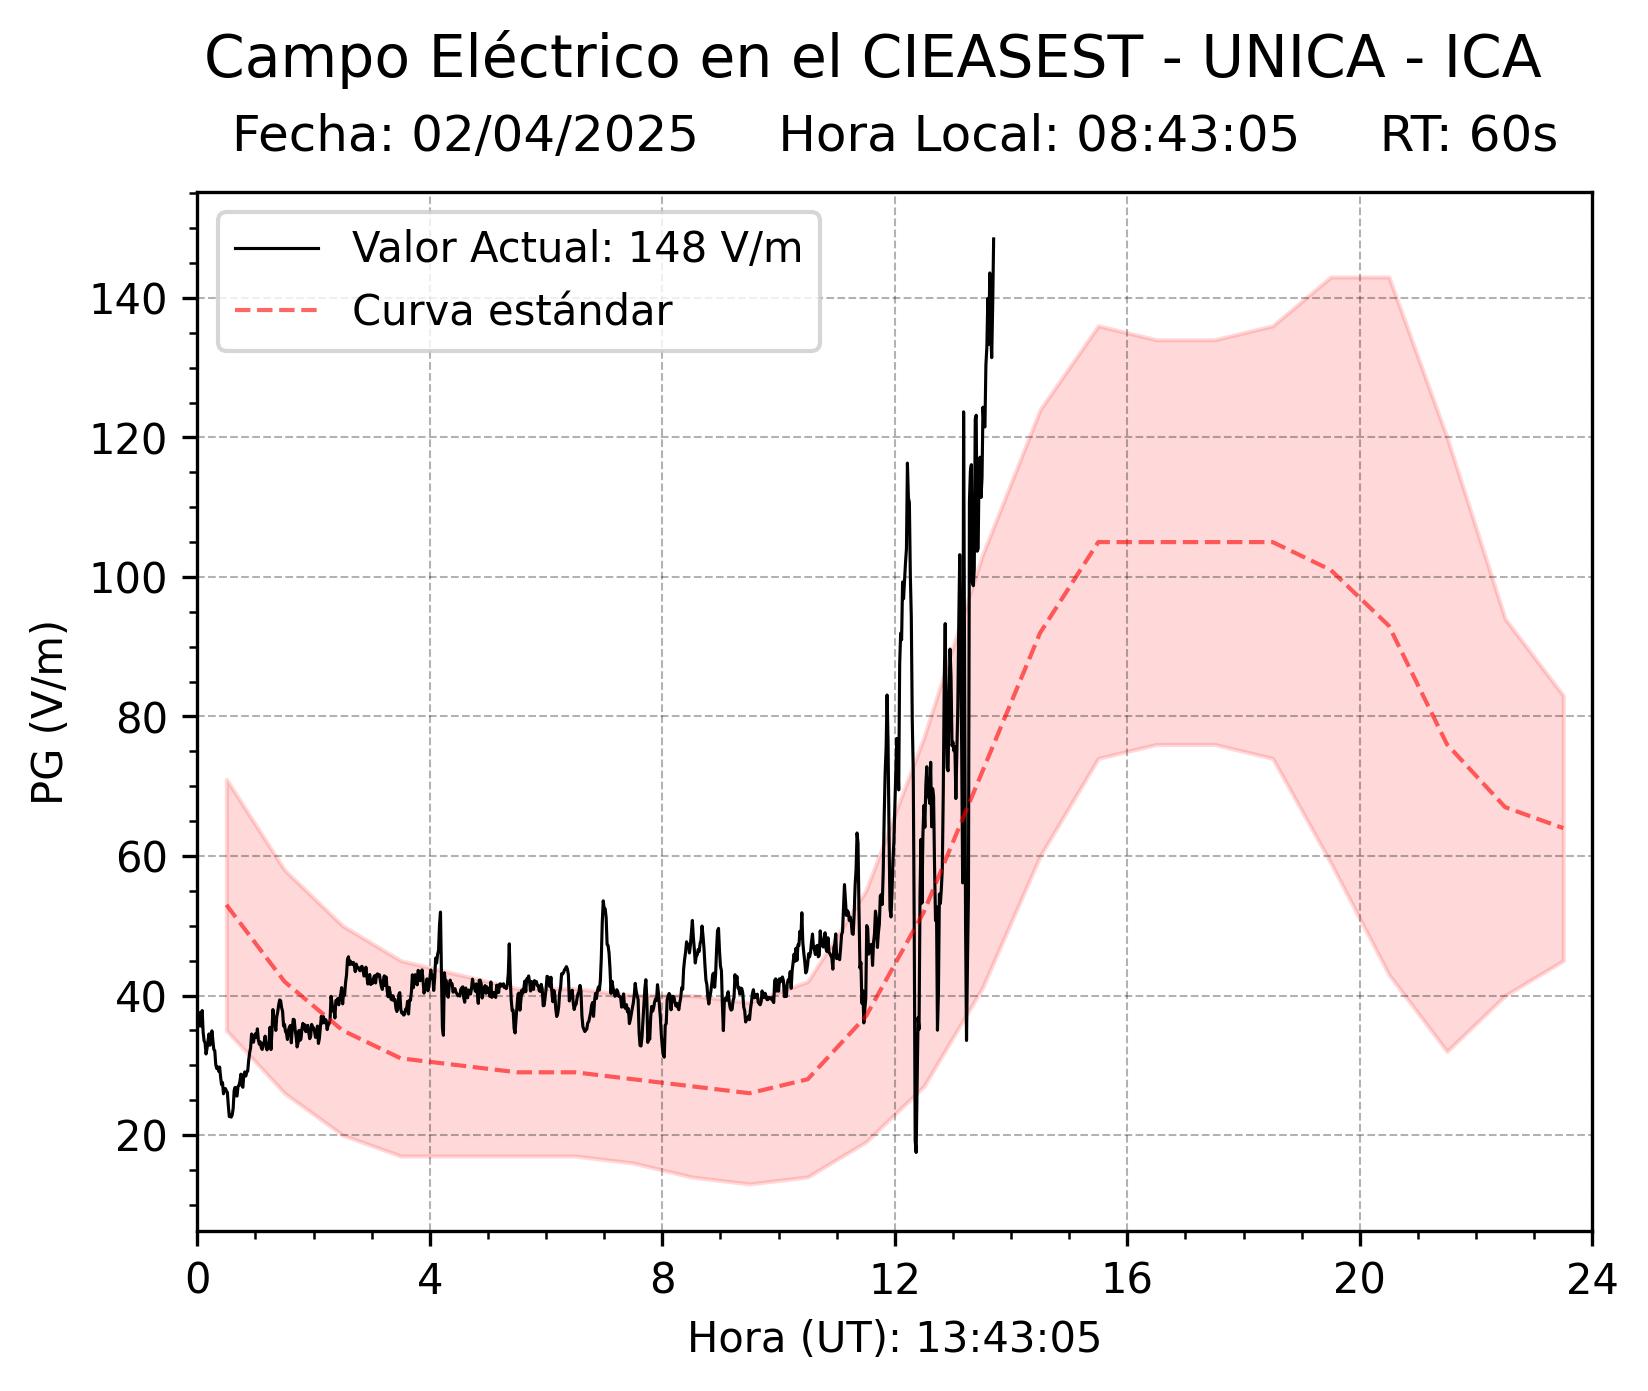 Campo Eléctrico en el CIEASEST - UNICA - ICA
Fecha: 02/04/2025 Hora Local: 08:43:05 RT: 60s
Valor Actual: 148 V/m
Curva estándar
PG (V/m)
140
120
100
80
60
40
20
0 4 8 12 16 20 24
Hora (UT): 13:43:05